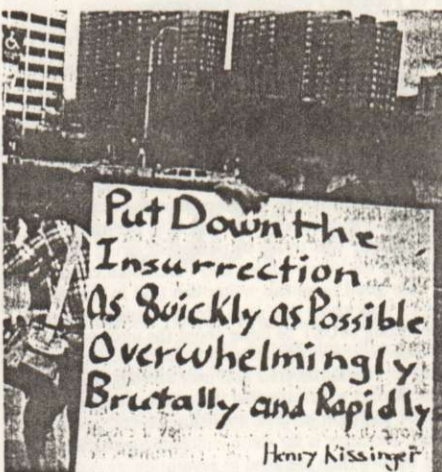 Put Down the
Insurrection
As Quickly as Possible
Overwhelmingly
Brutally and Rapidly
Henry Kissinger